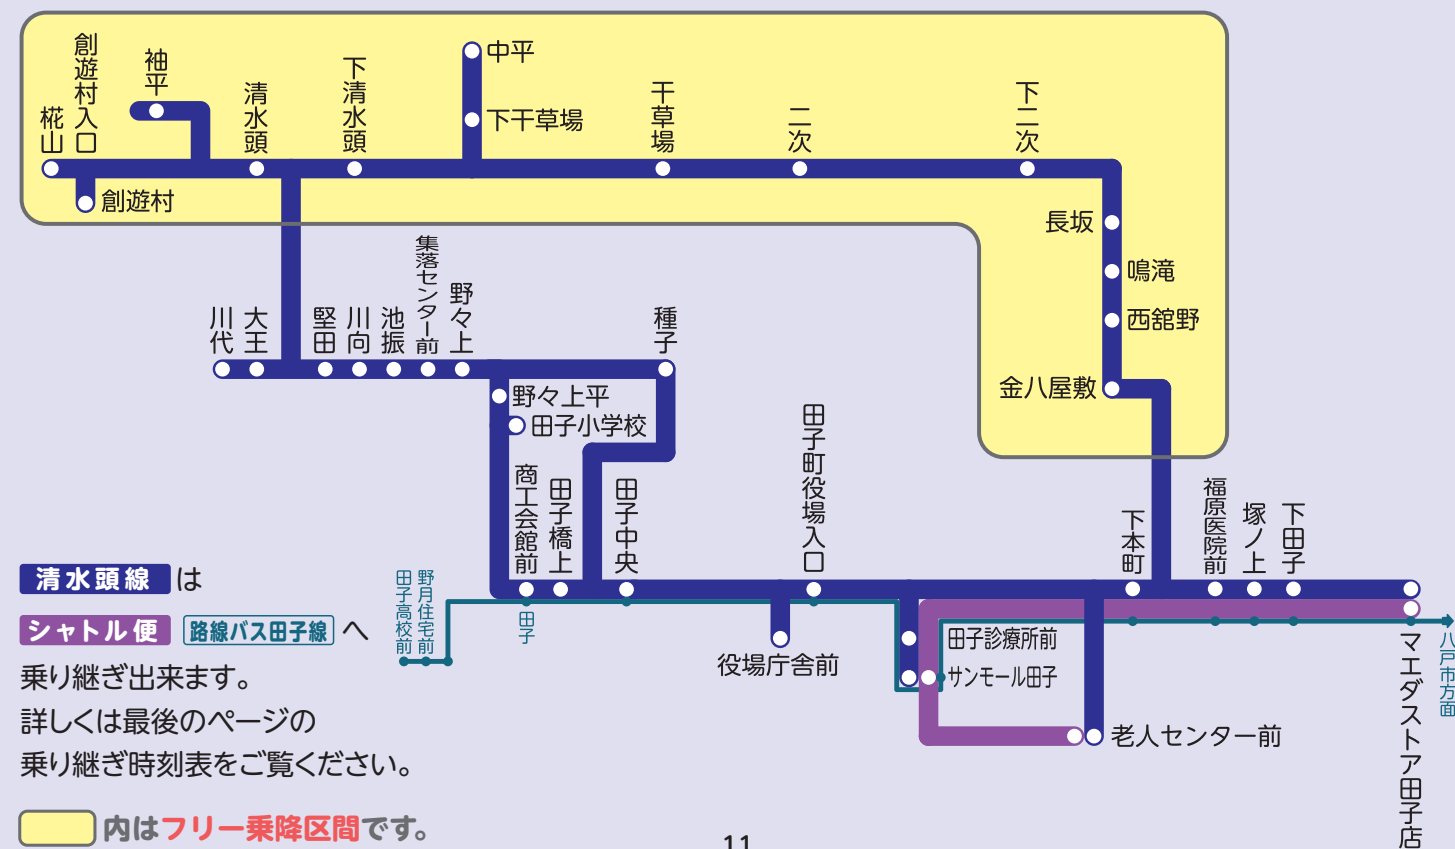 椛山
創遊村入口
袖平
清水頭
下清水頭
中平
下干草場
干草場
二次
下二次
創遊村
長坂
鳴滝
西舘野
金八屋敷
川代
大王
堅田
川向
池振
集落センター前
野々上
種子
野々上平
田子小学校
商工会館前
田子橋上
田子中央
田子町役場入口
下本町
福原医院前
塚ノ上
下田子
田子高校前
野月住宅前
田子
役場庁舎前
田子診療所前
サンモール田子
老人センター前
マエダストア田子店
八戸市方面
清水頭線 は
シャトル便 路線バス田子線 へ
乗り継ぎ出来ます。
詳しくは最後のページの
乗り継ぎ時刻表をご覧ください。
内はフリー乗降区間です。
11